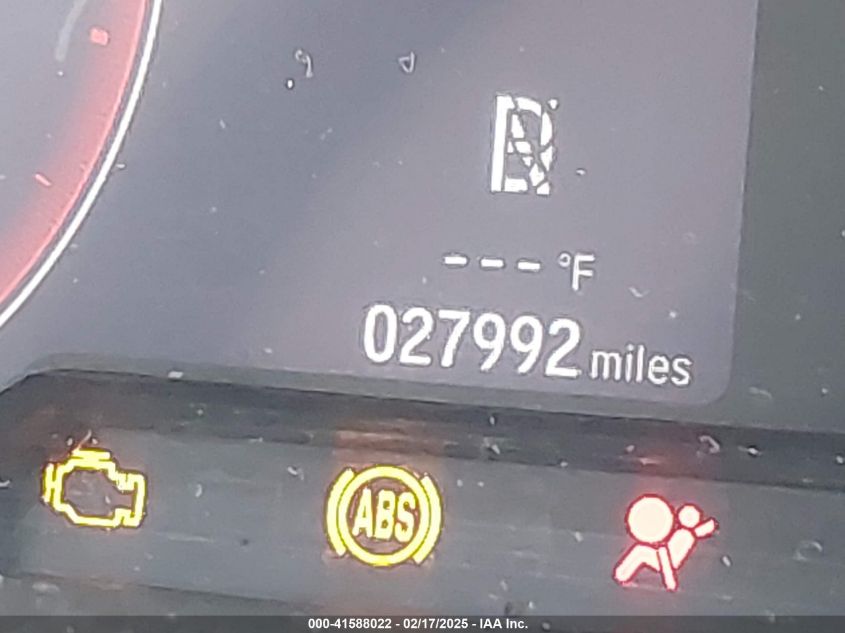 --- °F
027992 miles
ABS
000-41588022 - 02/17/2025 - IAA Inc.